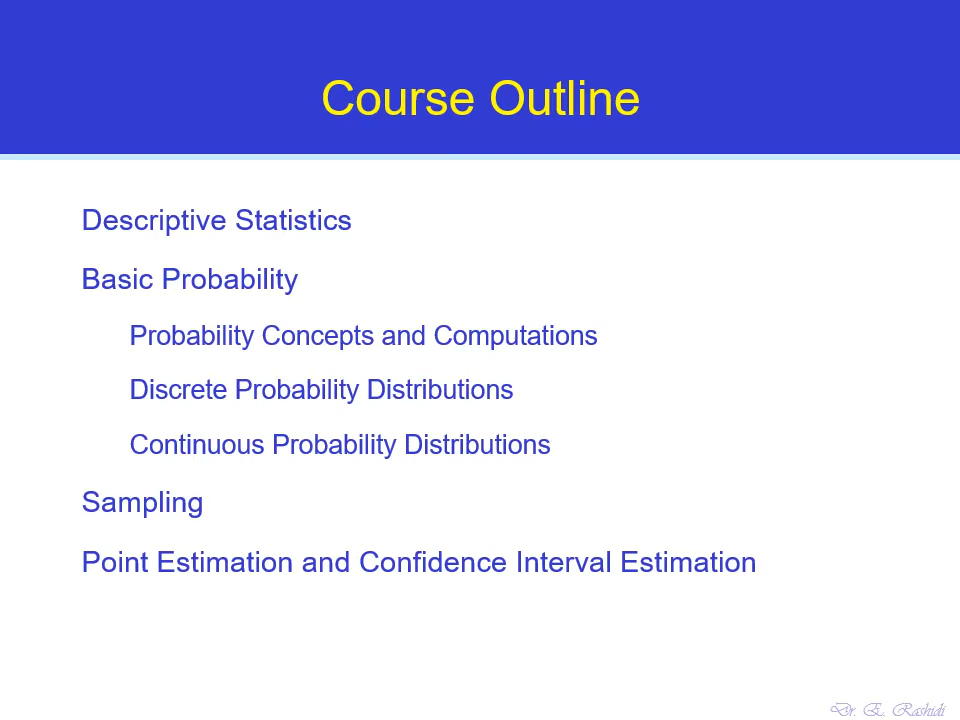 Course Outline
Descriptive Statistics
Basic Probability
Probability Concepts and Computations
Discrete Probability Distributions
Continuous Probability Distributions
Sampling
Point Estimation and Confidence Interval Estimation
Dr. E. Rashidi